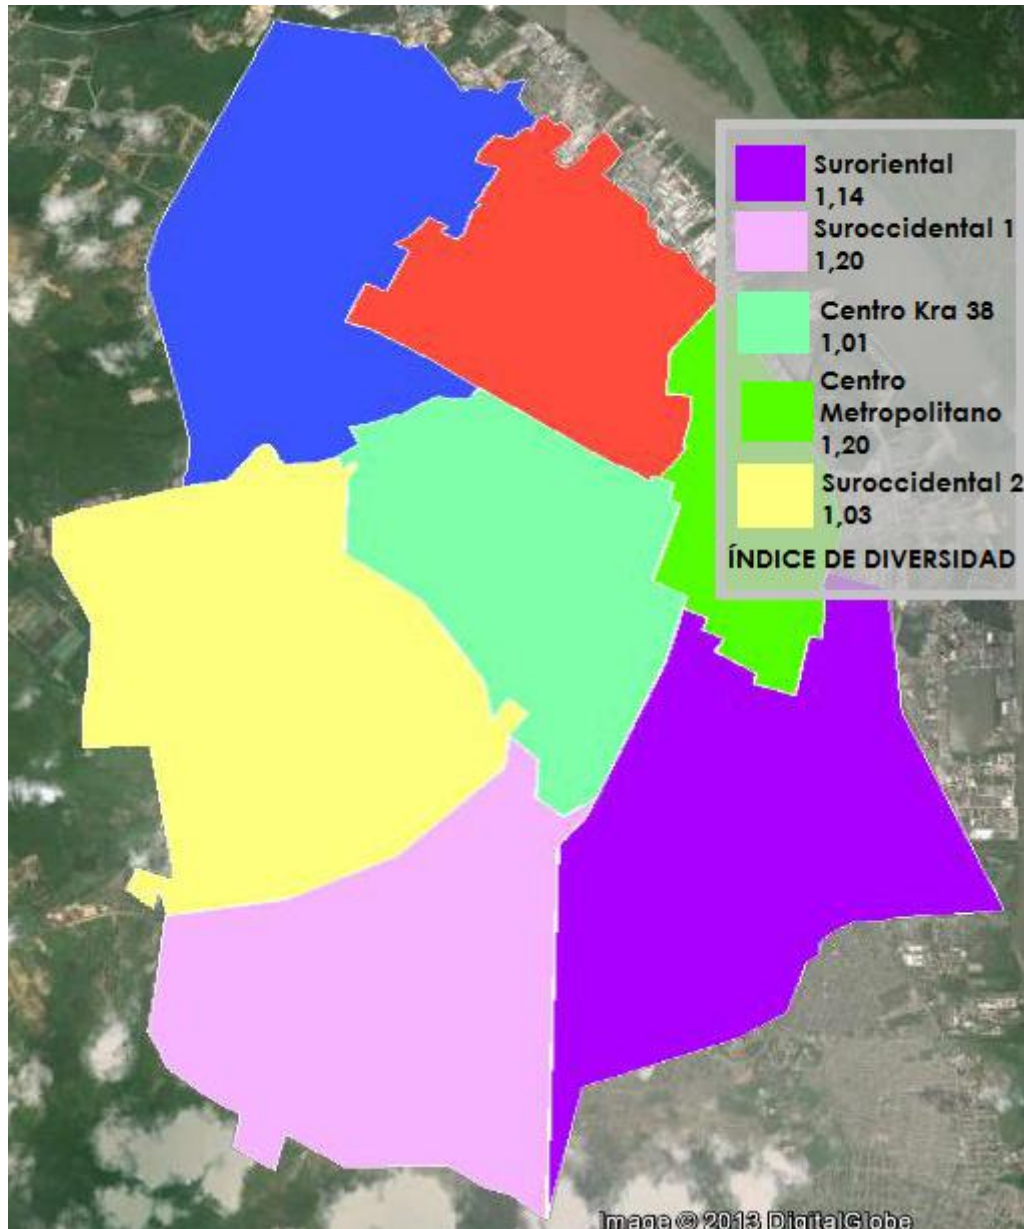 Suroriental
1,14
Suroccidental 1
1,20
Centro Kra 38
1,01
Centro
Metropolitano
1,20
Suroccidental 2
1,03
ÍNDICE DE DIVERSIDAD
Image © 2013 DigitalGlobe